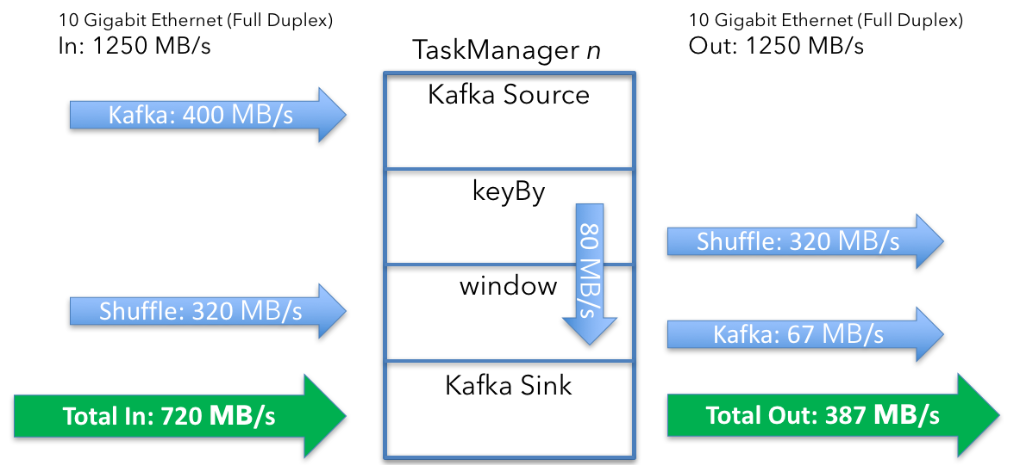 10 Gigabit Ethernet (Full Duplex)
In: 1250 MB/s
10 Gigabit Ethernet (Full Duplex)
Out: 1250 MB/s
TaskManager n
Kafka Source
Kafka: 400 MB/s
keyBy
80 MB/s
Shuffle: 320 MB/s
window
Shuffle: 320 MB/s
Kafka: 67 MB/s
Kafka Sink
Total In: 720 MB/s
Total Out: 387 MB/s